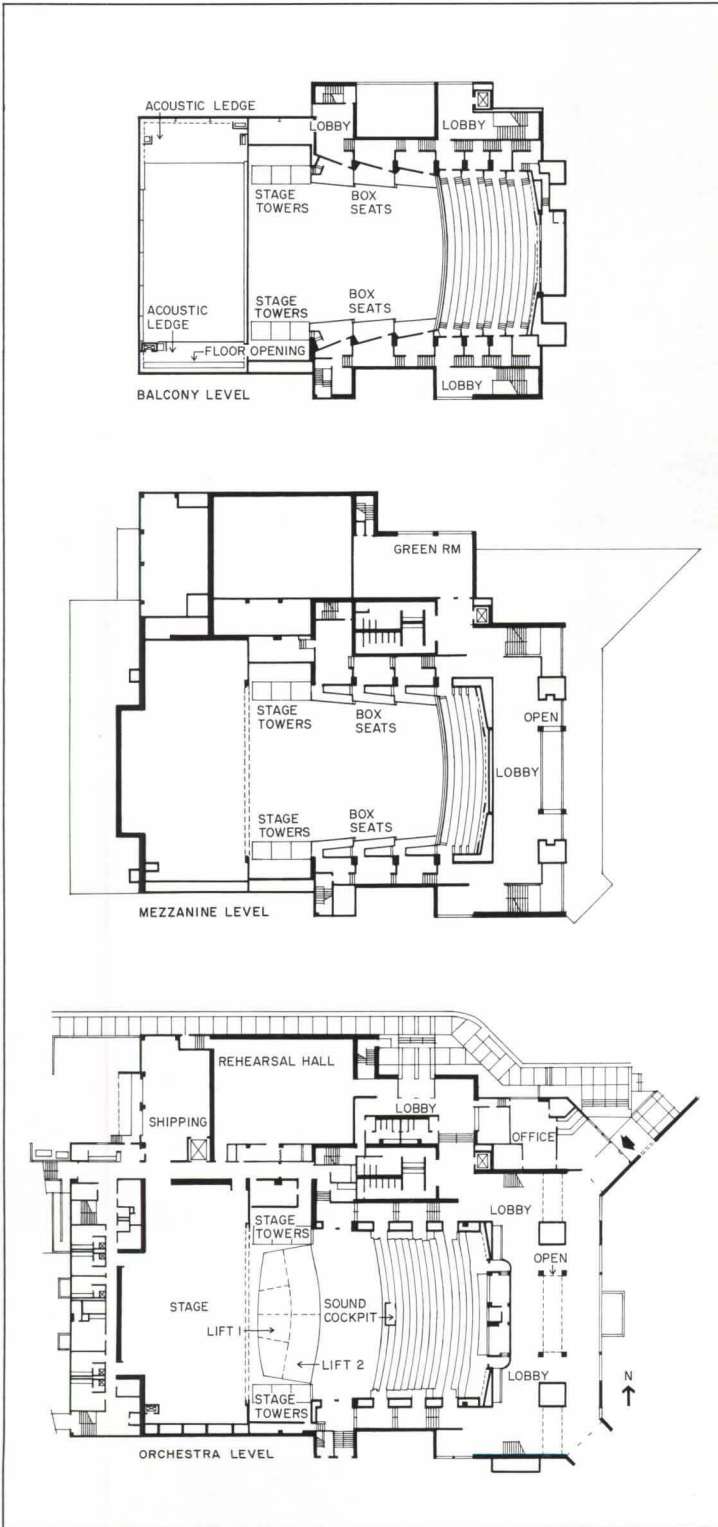 ACOUSTIC LEDGE
LOBBY
LOBBY
STAGE
TOWERS
BOX
SEATS
STAGE
TOWERS
BOX
SEATS
ACOUSTIC
LEDGE
FLOOR OPENING
LOBBY
BALCONY LEVEL
GREEN RM
STAGE
TOWERS
BOX
SEATS
OPEN
LOBBY
STAGE
TOWERS
BOX
SEATS
MEZZANINE LEVEL
REHEARSAL HALL
LOBBY
SHIPPING
OFFICE
LOBBY
STAGE
TOWERS
OPEN
STAGE
SOUND
COCKPIT
LIFT 1
LIFT 2
LOBBY
N
STAGE
TOWERS
ORCHESTRA LEVEL